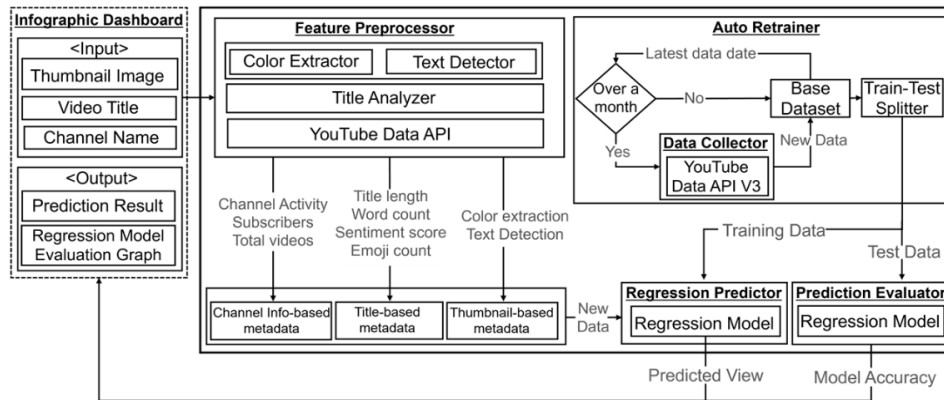 Infographic Dashboard
<Input>
Thumbnail Image
Video Title
Channel Name
<Output>
Prediction Result
Regression Model
Evaluation Graph
Feature Preprocessor
Color Extractor
Text Detector
Title Analyzer
YouTube Data API
Channel Activity
Subscribers
Total videos
Title length
Word count
Sentiment score
Emoji count
Color extraction
Text Detection
Channel Info-based
metadata
Title-based
metadata
Thumbnail-based
metadata
New
Data
Auto Retrainer
Latest data date
Over a
month
No
Yes
Base
Dataset
Train-Test
Splitter
Data Collector
YouTube
Data API V3
New Data
Training Data
Test Data
Regression Predictor
Regression Model
Prediction Evaluator
Regression Model
Predicted View
Model Accuracy